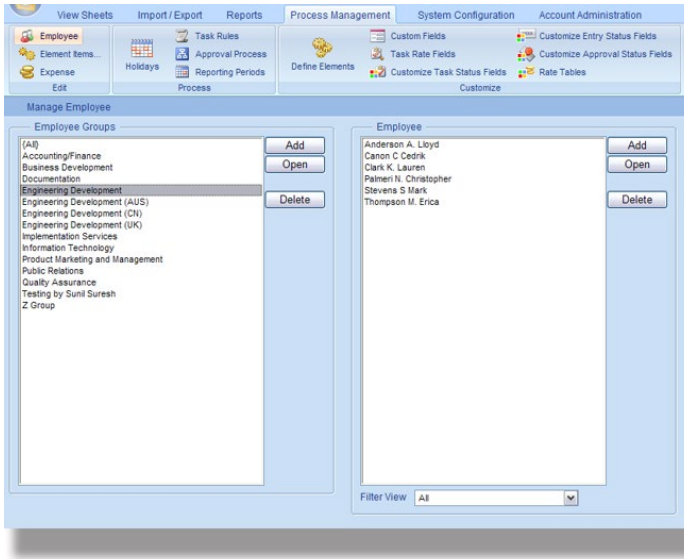 View Sheets Import / Export Reports Process Management System Configuration Account Administration
Employee
Element Items...
Expense
Edit
Holidays
Task Rules
Approval Process
Reporting Periods
Process
Define Elements
Custom Fields
Task Rate Fields
Customize Task Status Fields
Customize Entry Status Fields
Customize Approval Status Fields
Rate Tables
Customize
Manage Employee
Employee Groups
{All}
Accounting/Finance
Business Development
Documentation
Engineering Development
Engineering Development (AUS)
Engineering Development (CN)
Engineering Development (UK)
Implementation Services
Information Technology
Product Marketing and Management
Public Relations
Quality Assurance
Testing by Sunil Suresh
Z Group
Add
Open
Delete
Employee
Anderson A. Lloyd
Canon C Cedrik
Clark K. Lauren
Palmeri N. Christopher
Stevens S Mark
Thompson M. Erica
Add
Open
Delete
Filter View All